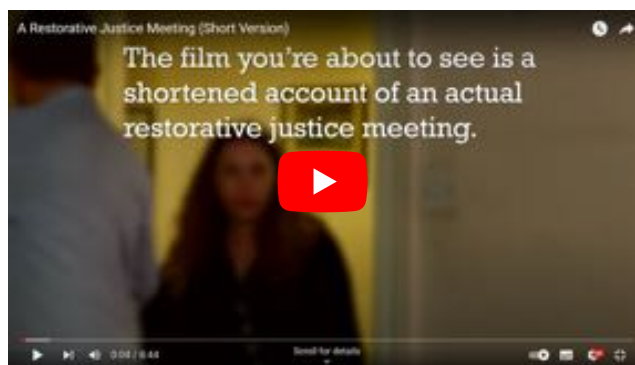 A Restorative Justice Meeting (Short Version)
The film you're about to see is a
shortened account of an actual
restorative justice meeting.
0:04 / 6:44
Scroll for details